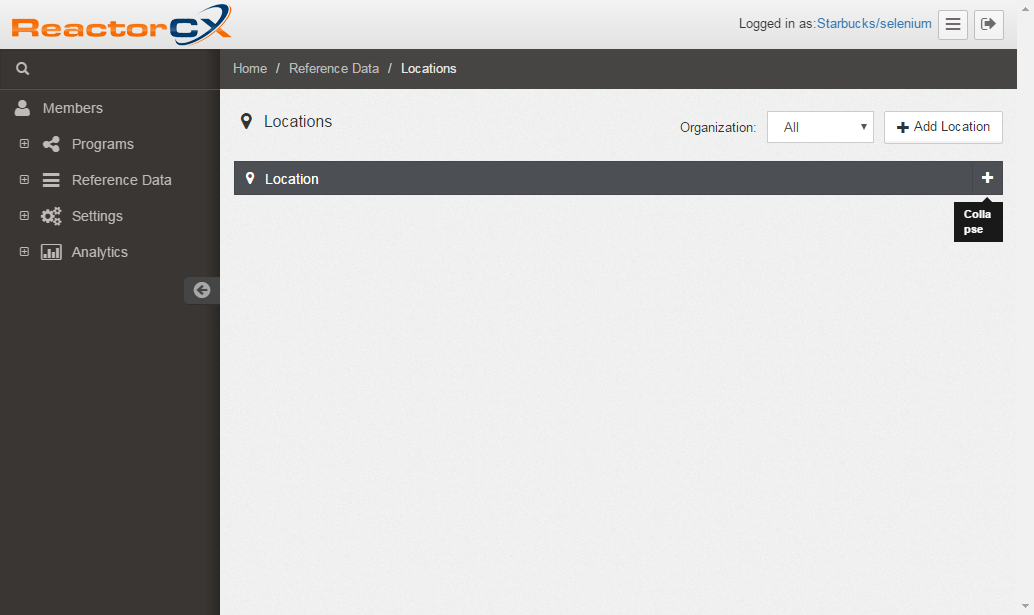 ReactorCX
Logged in as:Starbucks/selenium
Home / Reference Data / Locations
Members
Programs
Reference Data
Settings
Analytics
Locations
Organization: All
Add Location
Location
Colla
pse